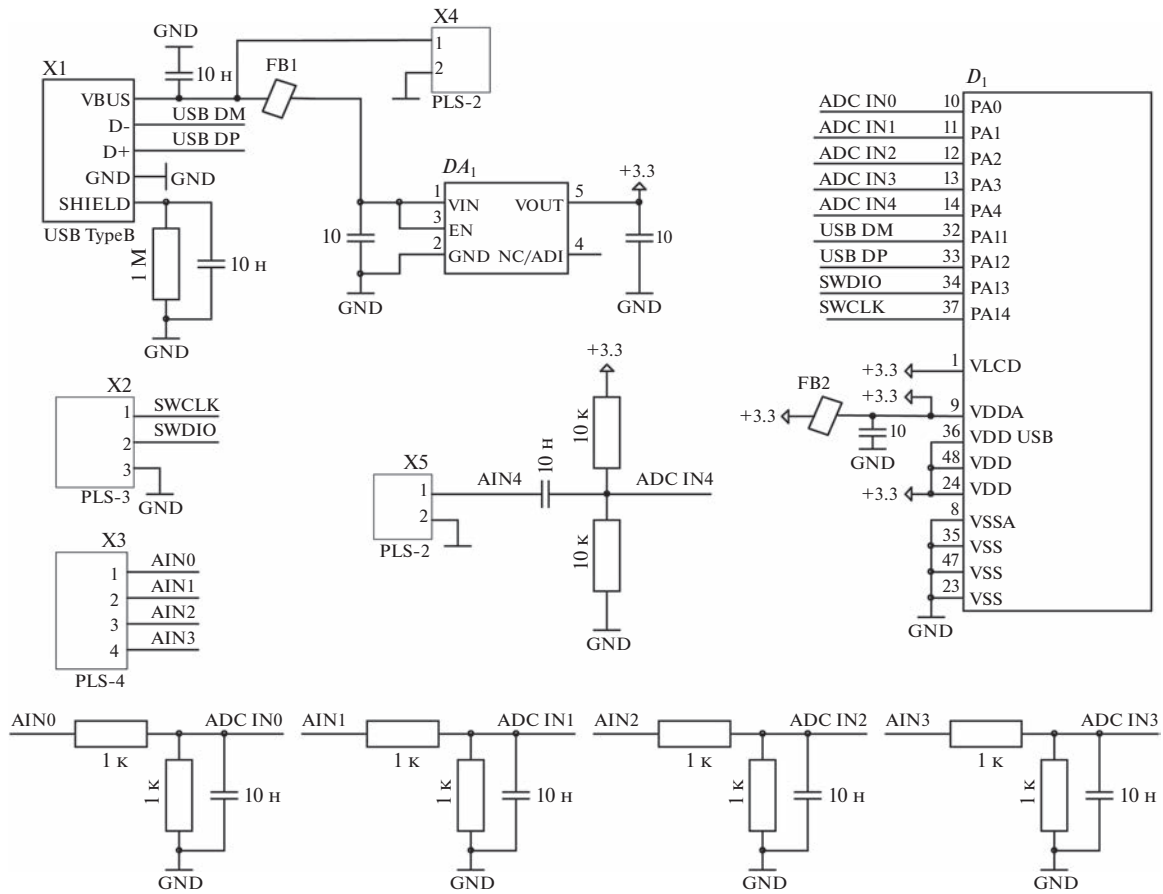 GND
X1
VBUS
D-
D+
GND
SHIELD
USB TypeB
10 н
FB1
USB DM
USB DP
GND
1 М
10 н
GND
X4
1
2
PLS-2
DA1
1
3
2
VIN
EN
GND
VOUT
NC/ADI
5
4
+3.3
10
GND
10
GND
D1
ADC IN0 10 PA0
ADC IN1 11 PA1
ADC IN2 12 PA2
ADC IN3 13 PA3
ADC IN4 14 PA4
USB DM 32 PA11
USB DP 33 PA12
SWDIO 34 PA13
SWCLK 37 PA14
+3.3 1 VLCD
FB2
+3.3
+3.3 9 VDDA
10
GND
36 VDD USB
48 VDD
+3.3 24 VDD
8 VSSA
35 VSS
47 VSS
23 VSS
GND
X2
1 SWCLK
2 SWDIO
3
PLS-3
GND
X5
1
2
PLS-2
AIN4
10 н
+3.3
10 к
ADC IN4
10 к
GND
X3
1 AIN0
2 AIN1
3 AIN2
4 AIN3
PLS-4
AIN0
1 к
ADC IN0
1 к
10 н
GND
AIN1
1 к
ADC IN1
1 к
10 н
GND
AIN2
1 к
ADC IN2
1 к
10 н
GND
AIN3
1 к
ADC IN3
1 к
10 н
GND